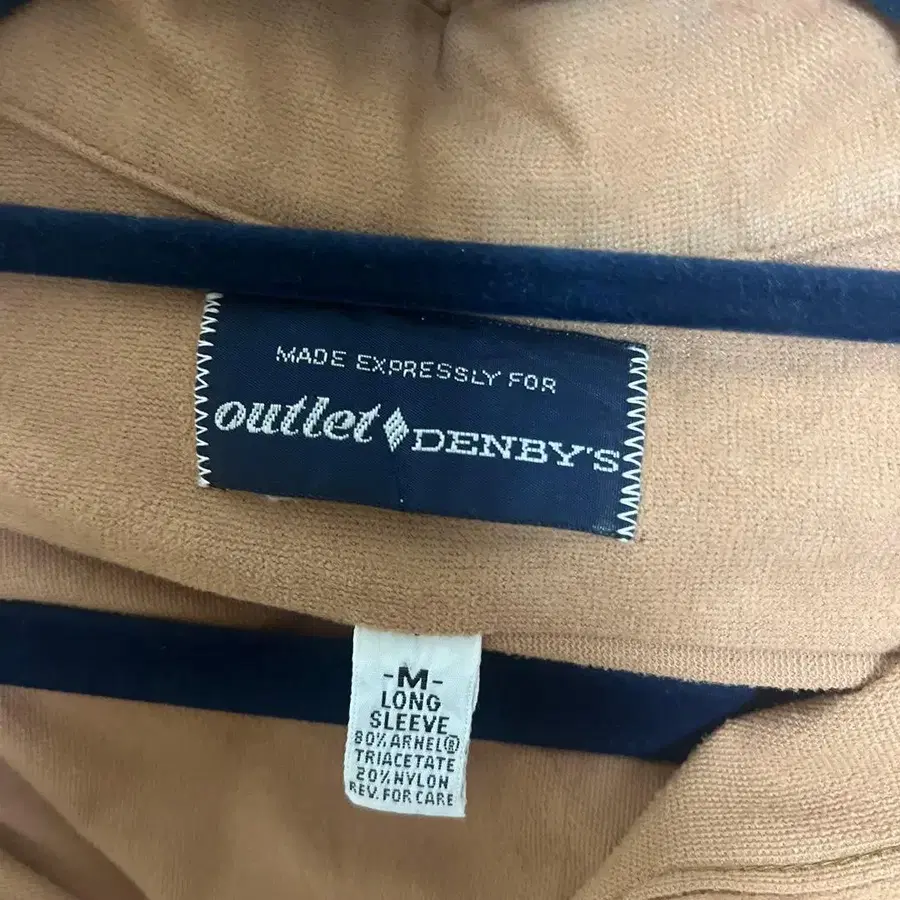 MADE EXPRESSLY FOR
outlet DENBY'S
-M-
LONG
SLEEVE
80% ARNEL®
TRIACETATE
20% NYLON
REV. FOR CARE